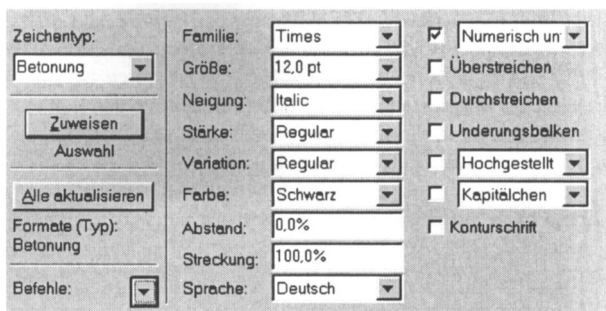 Zeichentyp:
Betonung
Zuweisen
Auswahl
Alle aktualisieren
Formate (Typ):
Betonung
Befehle:
Familie: Times
Größe: 12,0 pt
Neigung: Italic
Stärke: Regular
Variation: Regular
Farbe: Schwarz
Abstand: 0,0%
Streckung: 100,0%
Sprache: Deutsch
Numerisch un
Überstreichen
Durchstreichen
Underungsbalken
Hochgestellt
Kapitälchen
Konturschrift